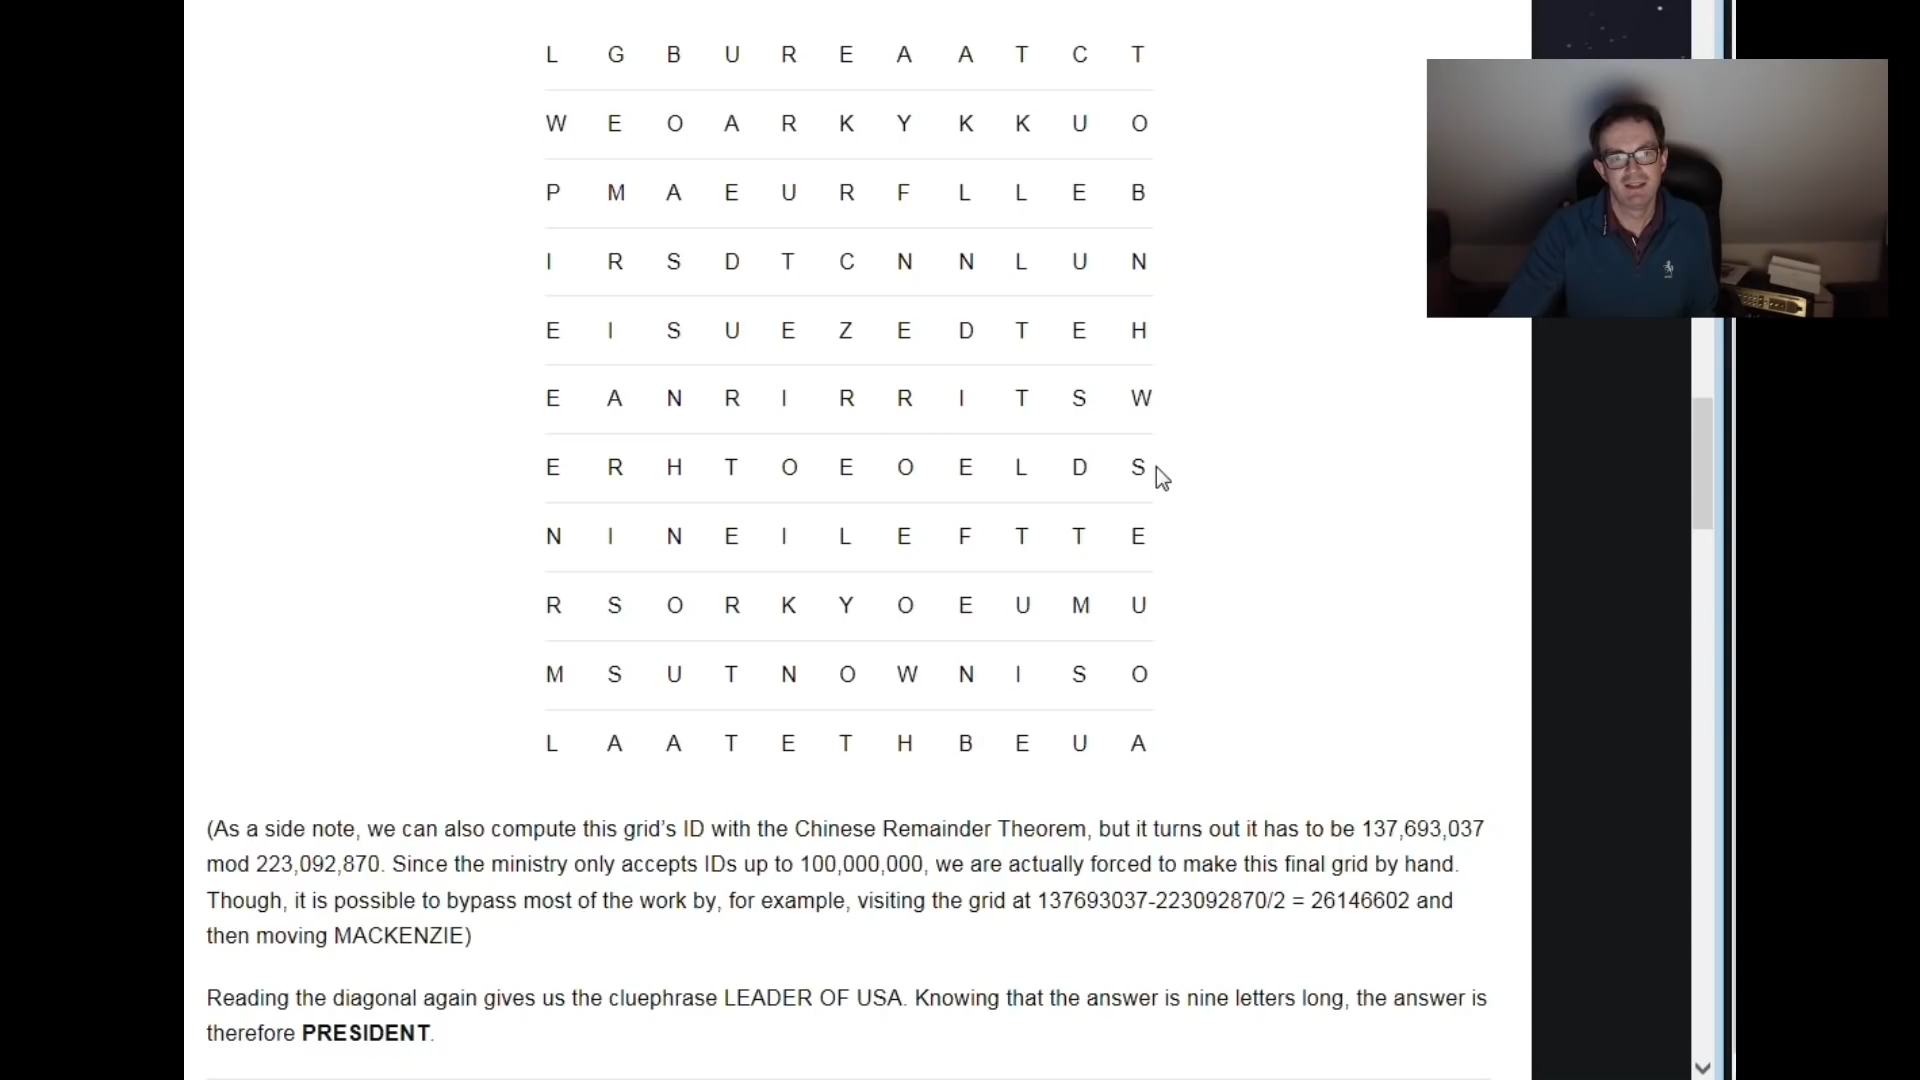 L G B U R E A A T C T
W E O A R K Y K K U O
P M A E U R F L L E B
I R S D T C N N L U N
E I S U E Z E D T E H
E A N R I R R I T S W
E R H T O E O E L D S
N I N E I L E F T T E
R S O R K Y O E U M U
M S U T N O W N I S O
L A A T E T H B E U A
(As a side note, we can also compute this grid’s ID with the Chinese Remainder Theorem, but it turns out it has to be 137,693,037
mod 223,092,870. Since the ministry only accepts IDs up to 100,000,000, we are actually forced to make this final grid by hand.
Though, it is possible to bypass most of the work by, for example, visiting the grid at 137693037-223092870/2 = 26146602 and
then moving MACKENZIE)
Reading the diagonal again gives us the cluephrase LEADER OF USA. Knowing that the answer is nine letters long, the answer is
therefore PRESIDENT.